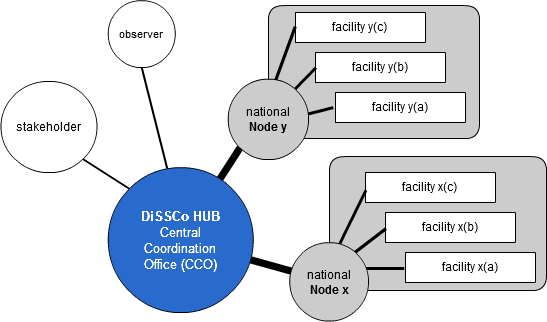 observer
stakeholder
facility y(c)
facility y(b)
facility y(a)
national
Node y
DiSSCo HUB
Central
Coordination
Office (CCO)
facility x(c)
facility x(b)
facility x(a)
national
Node x